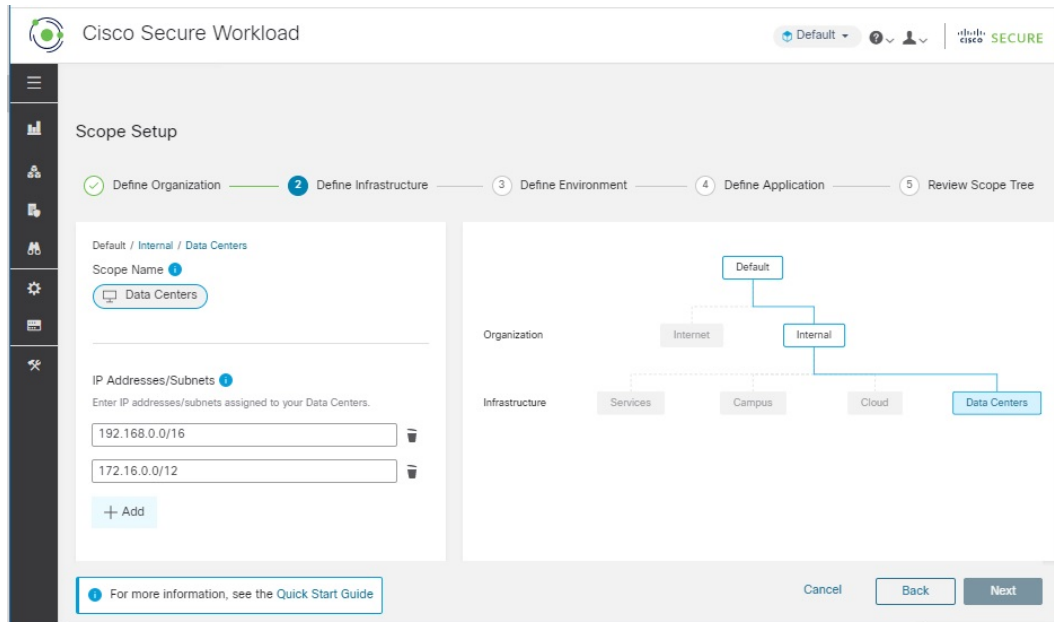 Cisco Secure Workload
Default
cisco SECURE
Scope Setup
Define Organization
2 Define Infrastructure
3 Define Environment
4 Define Application
5 Review Scope Tree
Default / Internal / Data Centers
Scope Name
Data Centers
IP Addresses/Subnets
Enter IP addresses/subnets assigned to your Data Centers.
192.168.0.0/16
172.16.0.0/12
+ Add
Default
Organization
Internet
Internal
Infrastructure
Services
Campus
Cloud
Data Centers
For more information, see the Quick Start Guide
Cancel
Back
Next